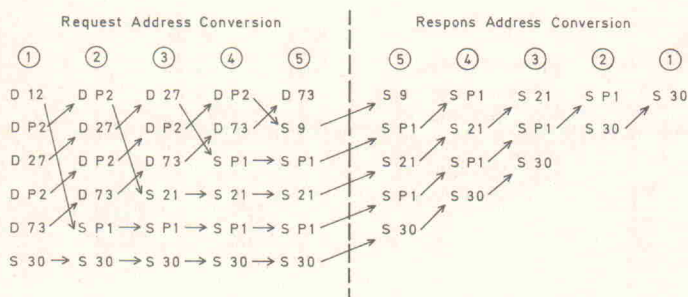 Request Address Conversion Respons Address Conversion
1 2 3 4 5 5 4 3 2 1
D 12 D P2 D 27 D P2 D 73 S 9 S P1 S 21 S P1 S 30
D P2 D 27 D P2 D 73 S 9 S P1 S 21 S P1 S 30
D 27 D P2 D 73 S P1 S P1 S 21 S P1 S 30
D P2 D 73 S 21 S 21 S 21 S P1 S 30
D 73 S P1 S P1 S P1 S P1 S 30
S 30 S 30 S 30 S 30 S 30